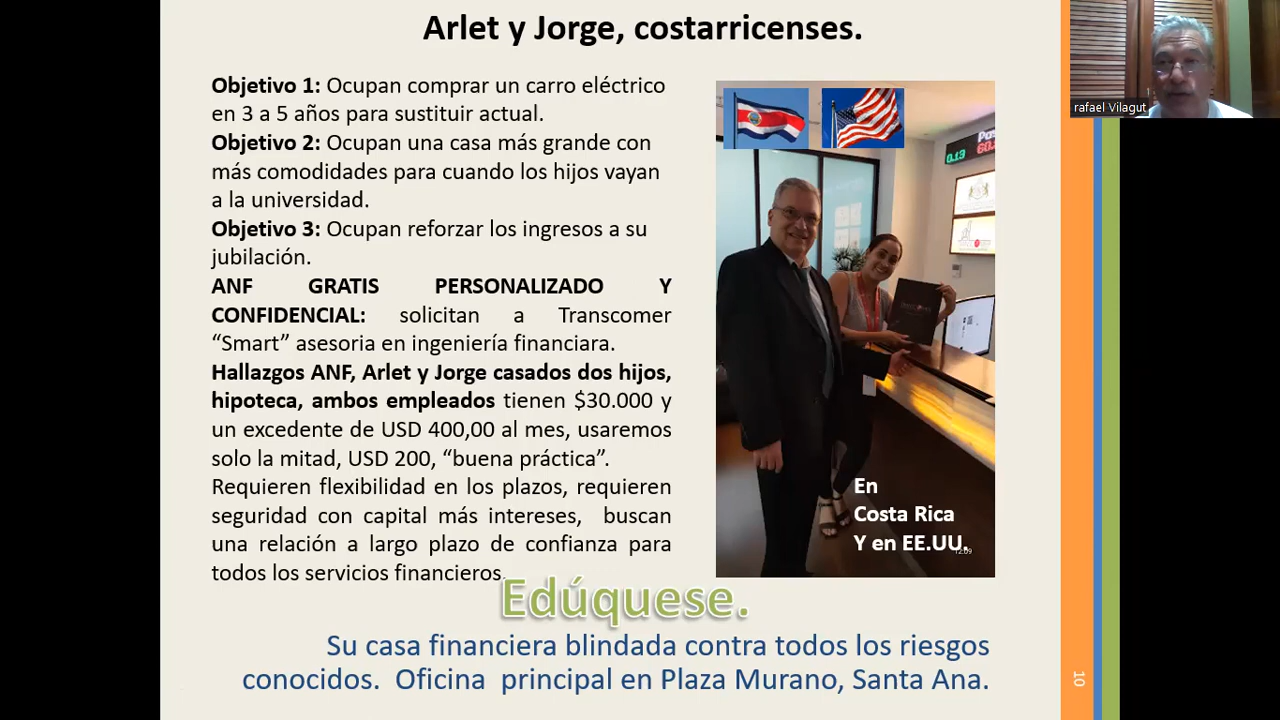 Arlet y Jorge, costarricenses.
Objetivo 1: Ocupan comprar un carro eléctrico
en 3 a 5 años para sustituir actual.
Objetivo 2: Ocupan una casa más grande con
más comodidades para cuando los hijos vayan
a la universidad.
Objetivo 3: Ocupan reforzar los ingresos a su
jubilación.
ANF GRATIS PERSONALIZADO Y
CONFIDENCIAL: solicitan a Transcomer
“Smart” asesoria en ingeniería financiara.
Hallazgos ANF, Arlet y Jorge casados dos hijos,
hipoteca, ambos empleados tienen $30.000 y
un excedente de USD 400,00 al mes, usaremos
solo la mitad, USD 200, “buena práctica”.
Requieren flexibilidad en los plazos, requieren
seguridad con capital más intereses, buscan
una relación a largo plazo de confianza para
todos los servicios financieros.
0.13
En
Costa Rica
Y en EE.UU.
Edúquese.
Su casa financiera blindada contra todos los riesgos
conocidos. Oficina principal en Plaza Murano, Santa Ana.
10
rafael Vilagut